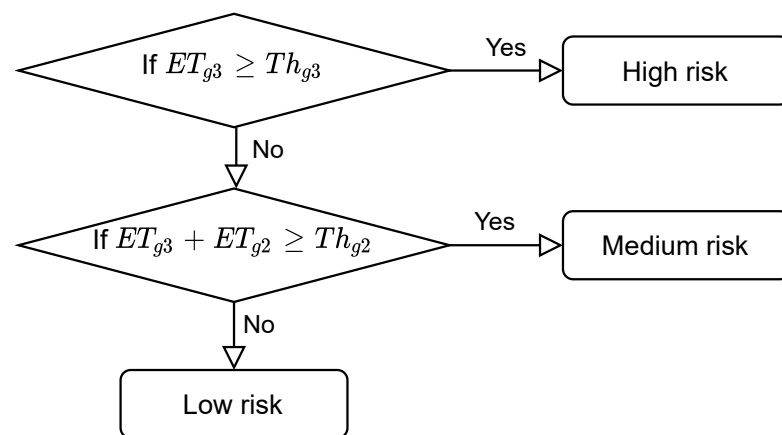 If ET_{g3} ≥ Th_{g3}
Yes
High risk
No
If ET_{g3} + ET_{g2} ≥ Th_{g2}
Yes
Medium risk
No
Low risk